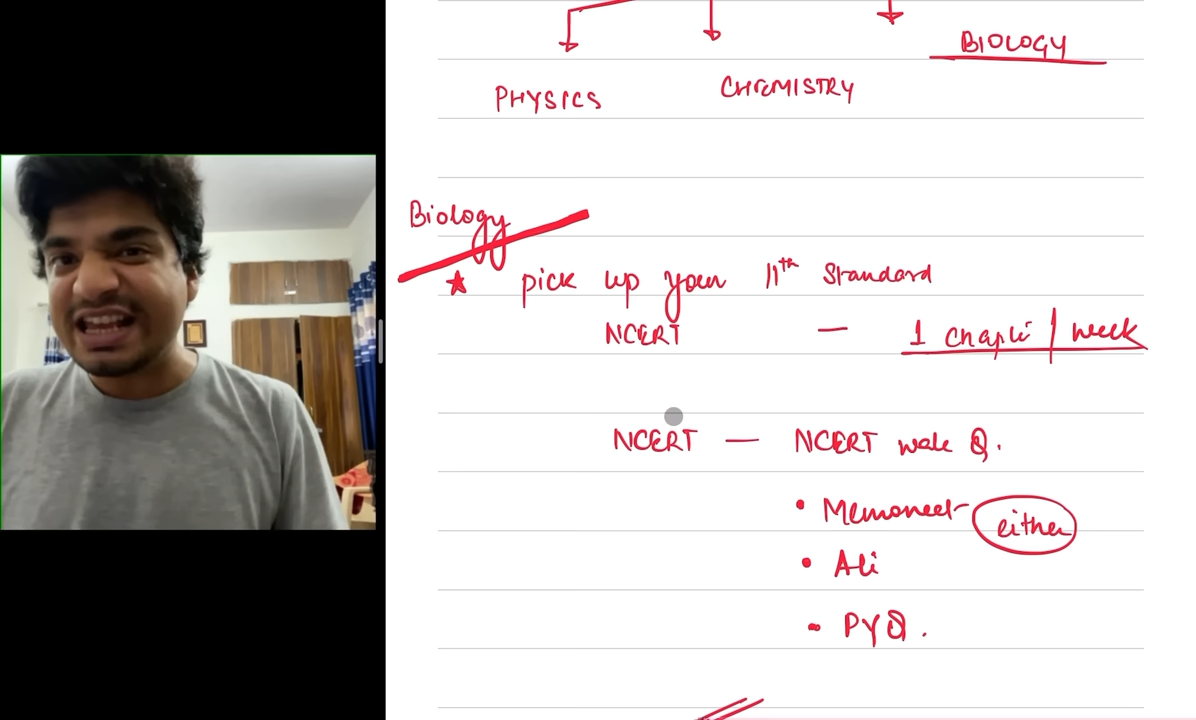 BIOLOGY
PHYSICS CHEMISTRY
Biology
★ pick up your 11th Standard
NCERT — 1 chapter / week
NCERT — NCERT wale Q.
• Memoneet either
• Ali
• PYQ.